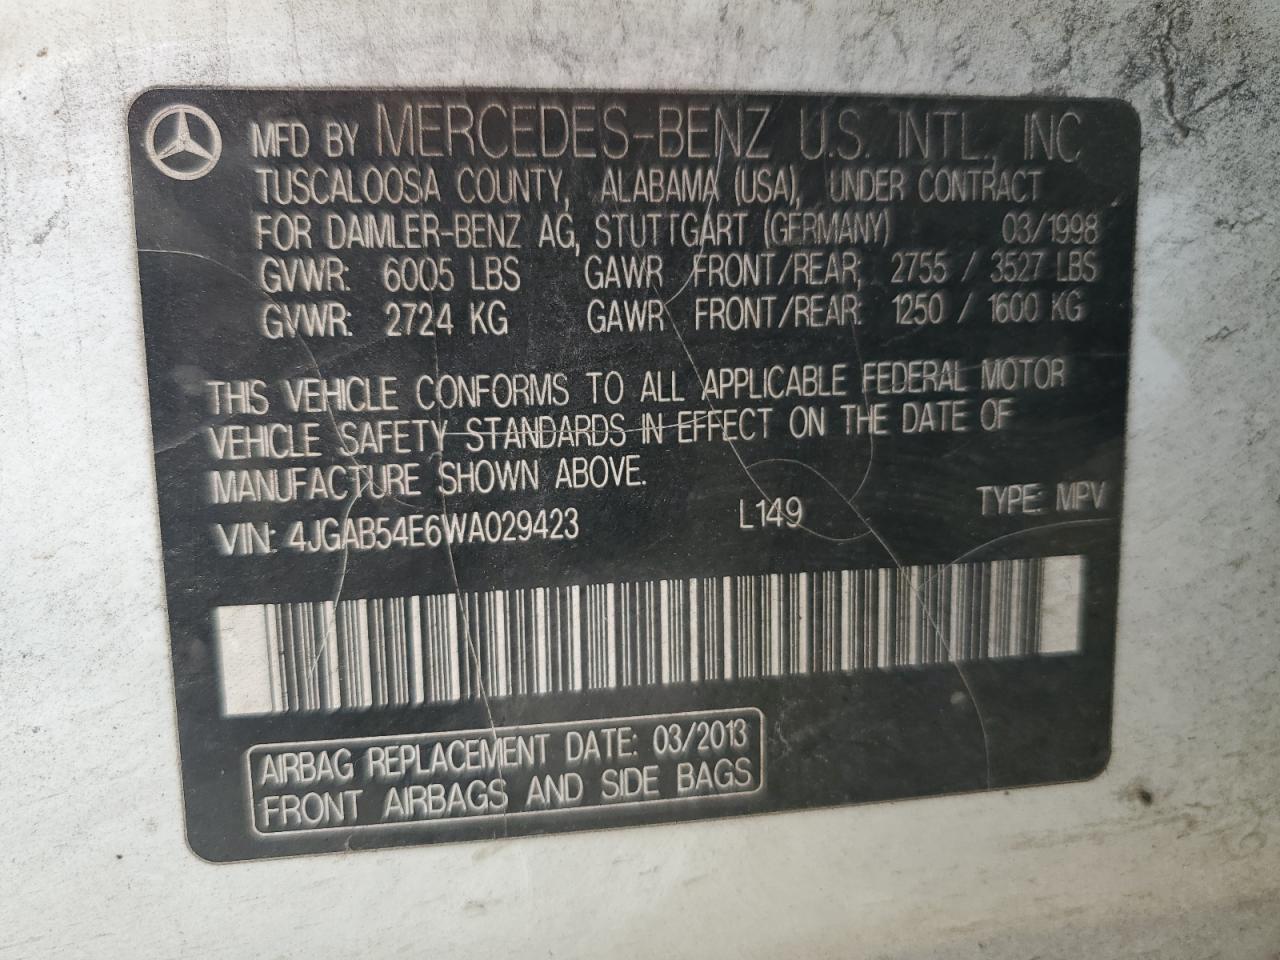 MFD BY MERCEDES-BENZ U.S. INTL., INC
TUSCALOOSA COUNTY, ALABAMA (USA), UNDER CONTRACT
FOR DAIMLER-BENZ AG, STUTTGART (GERMANY) 03/1998
GVWR: 6005 LBS GAWR FRONT/REAR; 2755 / 3527 LBS
GVWR: 2724 KG GAWR FRONT/REAR: 1250 / 1600 KG
THIS VEHICLE CONFORMS TO ALL APPLICABLE FEDERAL MOTOR
VEHICLE SAFETY STANDARDS IN EFFECT ON THE DATE OF
MANUFACTURE SHOWN ABOVE.
VIN: 4JGAB54E6WA029423 L149 TYPE: MPV
AIRBAG REPLACEMENT DATE: 03/2013
FRONT AIRBAGS AND SIDE BAGS